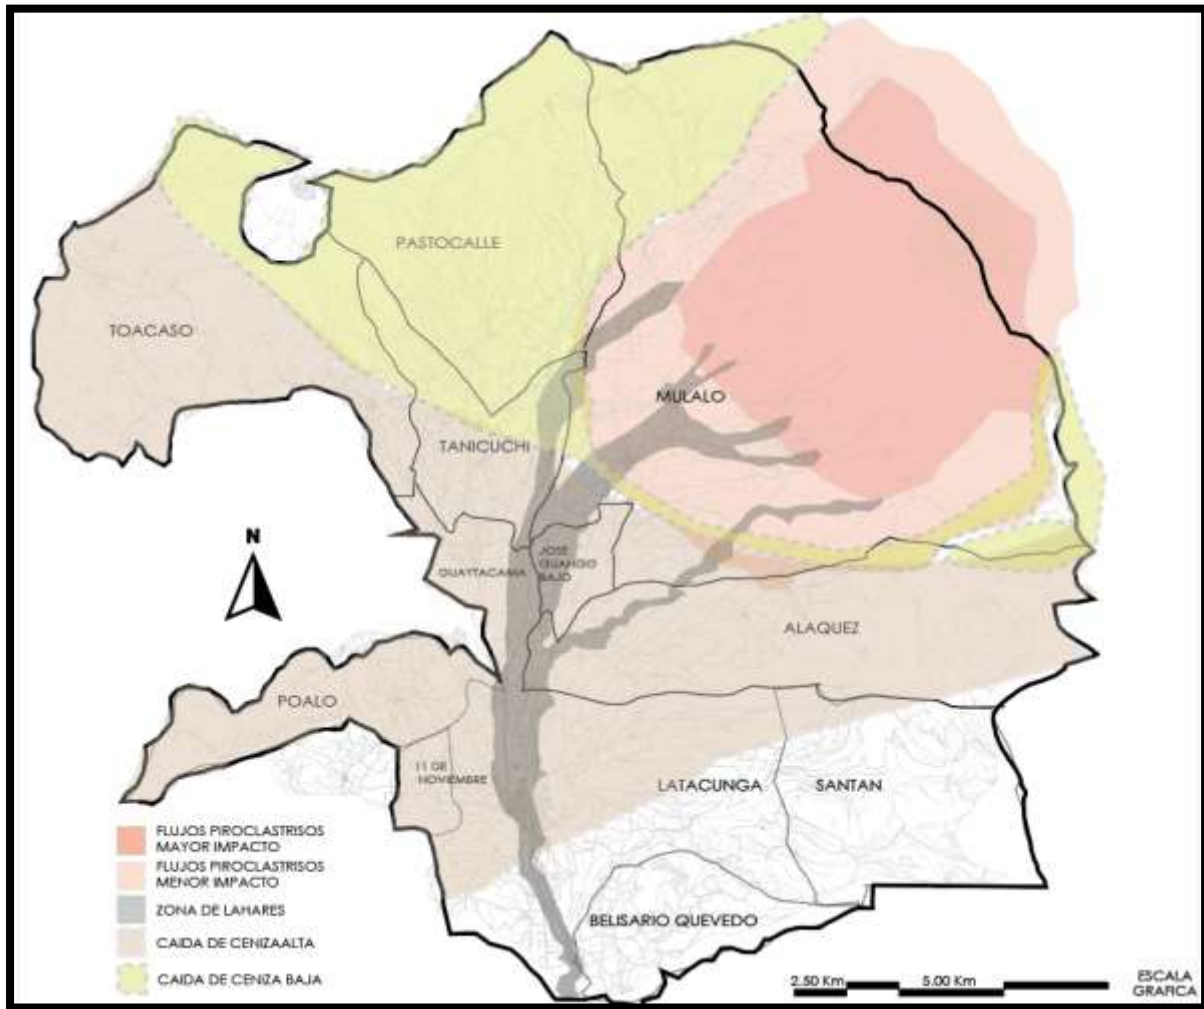 PASTOCALLE
TOACASO
MULALO
TANICUCHI
N
GUAYTACAMA
JOSE
GUANGO
BAJO
ALAQUEZ
POALO
11 DE
NOVIEMBRE
LATACUNGA
SANTAN
BELISARIO QUEVEDO
FLUJOS PIROCLASTRISOS
MAYOR IMPACTO
FLUJOS PIROCLASTRISOS
MENOR IMPACTO
ZONA DE LAHARES
CAIDA DE CENIZAALTA
CAIDA DE CENIZA BAJA
2.50 Km
5.00 Km
ESCALA
GRAFICA